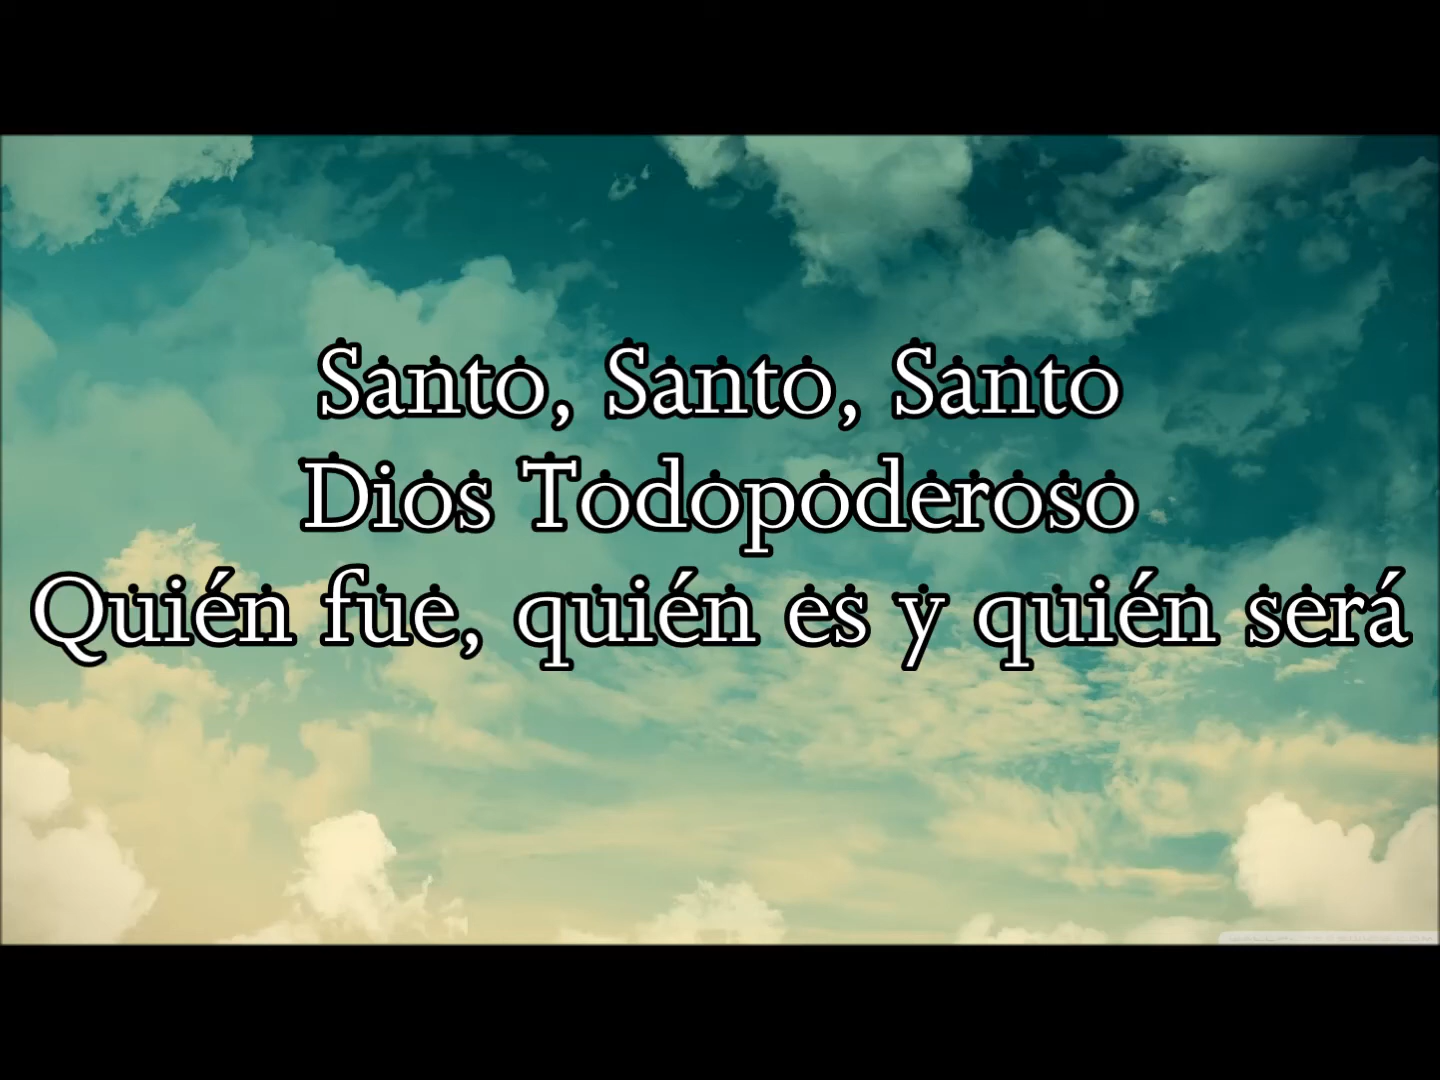 Santo, Santo, Santo
Dios Todopoderoso
Quién fue, quién es y quién será